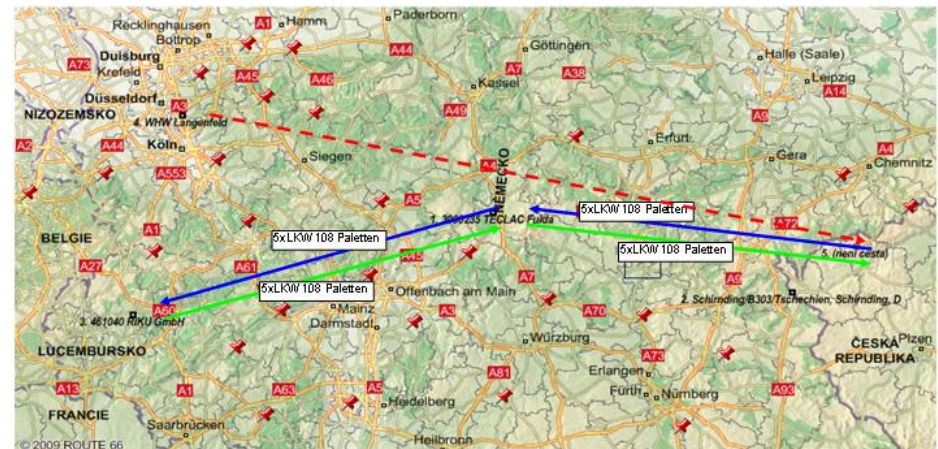 Paderborn
Recklinghausen
A1
Hamm
Bottrop
A44
Göttingen
Duisburg
A7
Halle (Saale)
A73
Krefeld
A45
A46
A38
Kassel
Leipzig
A14
Düsseldorf
A3
NIZOZEMSKO
4. WHW Langenfeld
A49
A9
A2
A44
Köln
Erfurt
A4
A553
Siegen
A4
Gera
Chemnitz
NĚMECKO
A5
1. 3000235 TECLAC Fulda
5xLKW 108 Paletten
A72
BELGIE
A1
5xLKW 108 Paletten
5xLKW 108 Paletten
5. (není cesta)
A27
A61
A45
A7
A9
5xLKW 108 Paletten
Offenbach am Main
2. Schirnding/B303/Tschechien, Schirnding, D
A60
Mainz
3. 461040 RIKU GmbH
A3
A70
Darmstadt
LUCEMBURSKO
Würzburg
ČESKÁ
REPUBLIKA
Plzen
A73
Erlangen
A13
A1
A63
A5
A81
A93
Fürth
Nürnberg
Heidelberg
FRANCIE
Saarbrücken
Heilbronn
© 2009 ROUTE 66